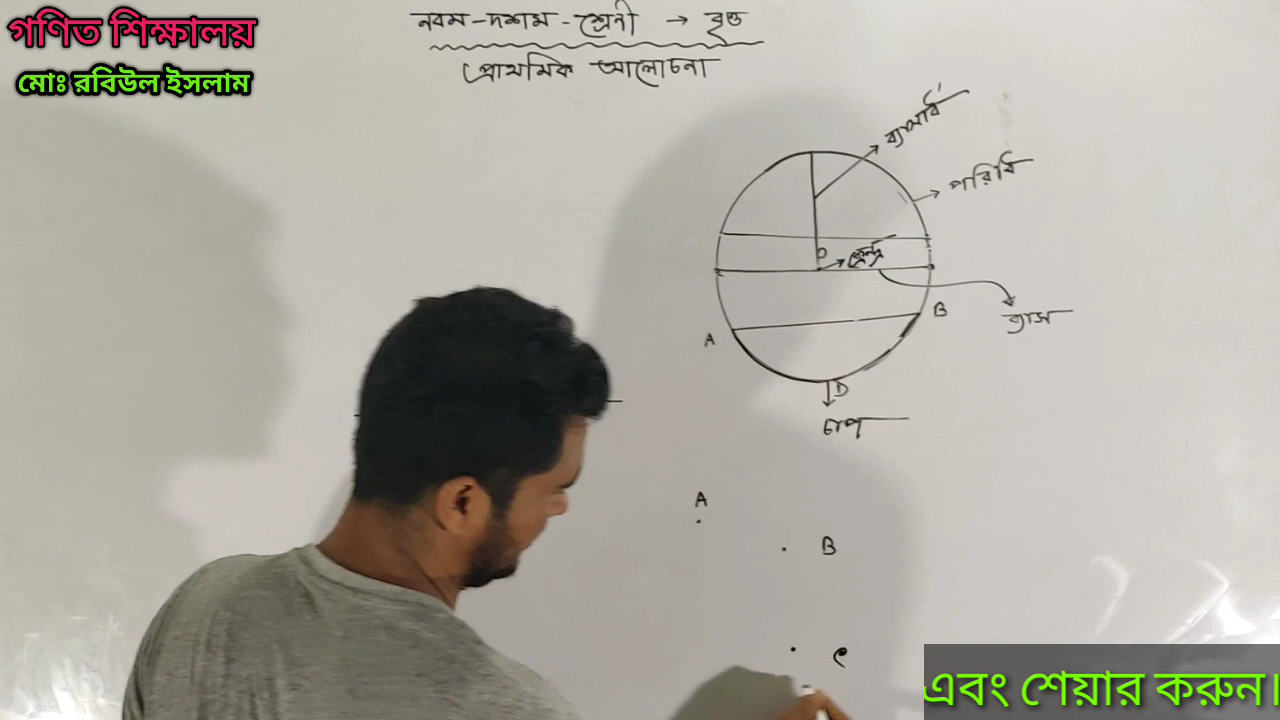 গণিত শিক্ষালয়
মোঃ রবিউল ইসলাম
নবম-দশম-শ্রেনী → বৃত্ত
প্রাথমিক আলোচনা
ব্যাসার্ধ
পরিধি
O
কেন্দ্র
ব্যাস
A
B
D
চাপ
A
B
C
এবং শেয়ার করুন।